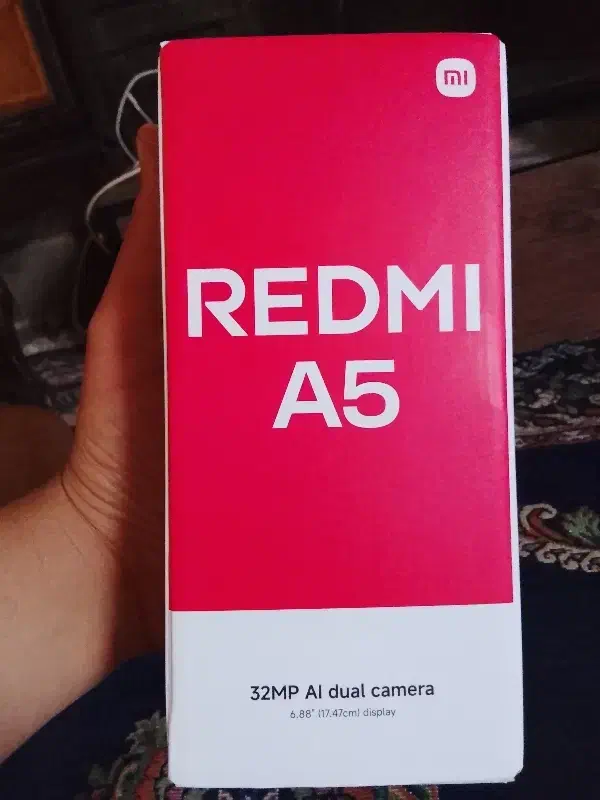 mi
REDMI
A5
32MP AI dual camera
6.88" (17.47cm) display